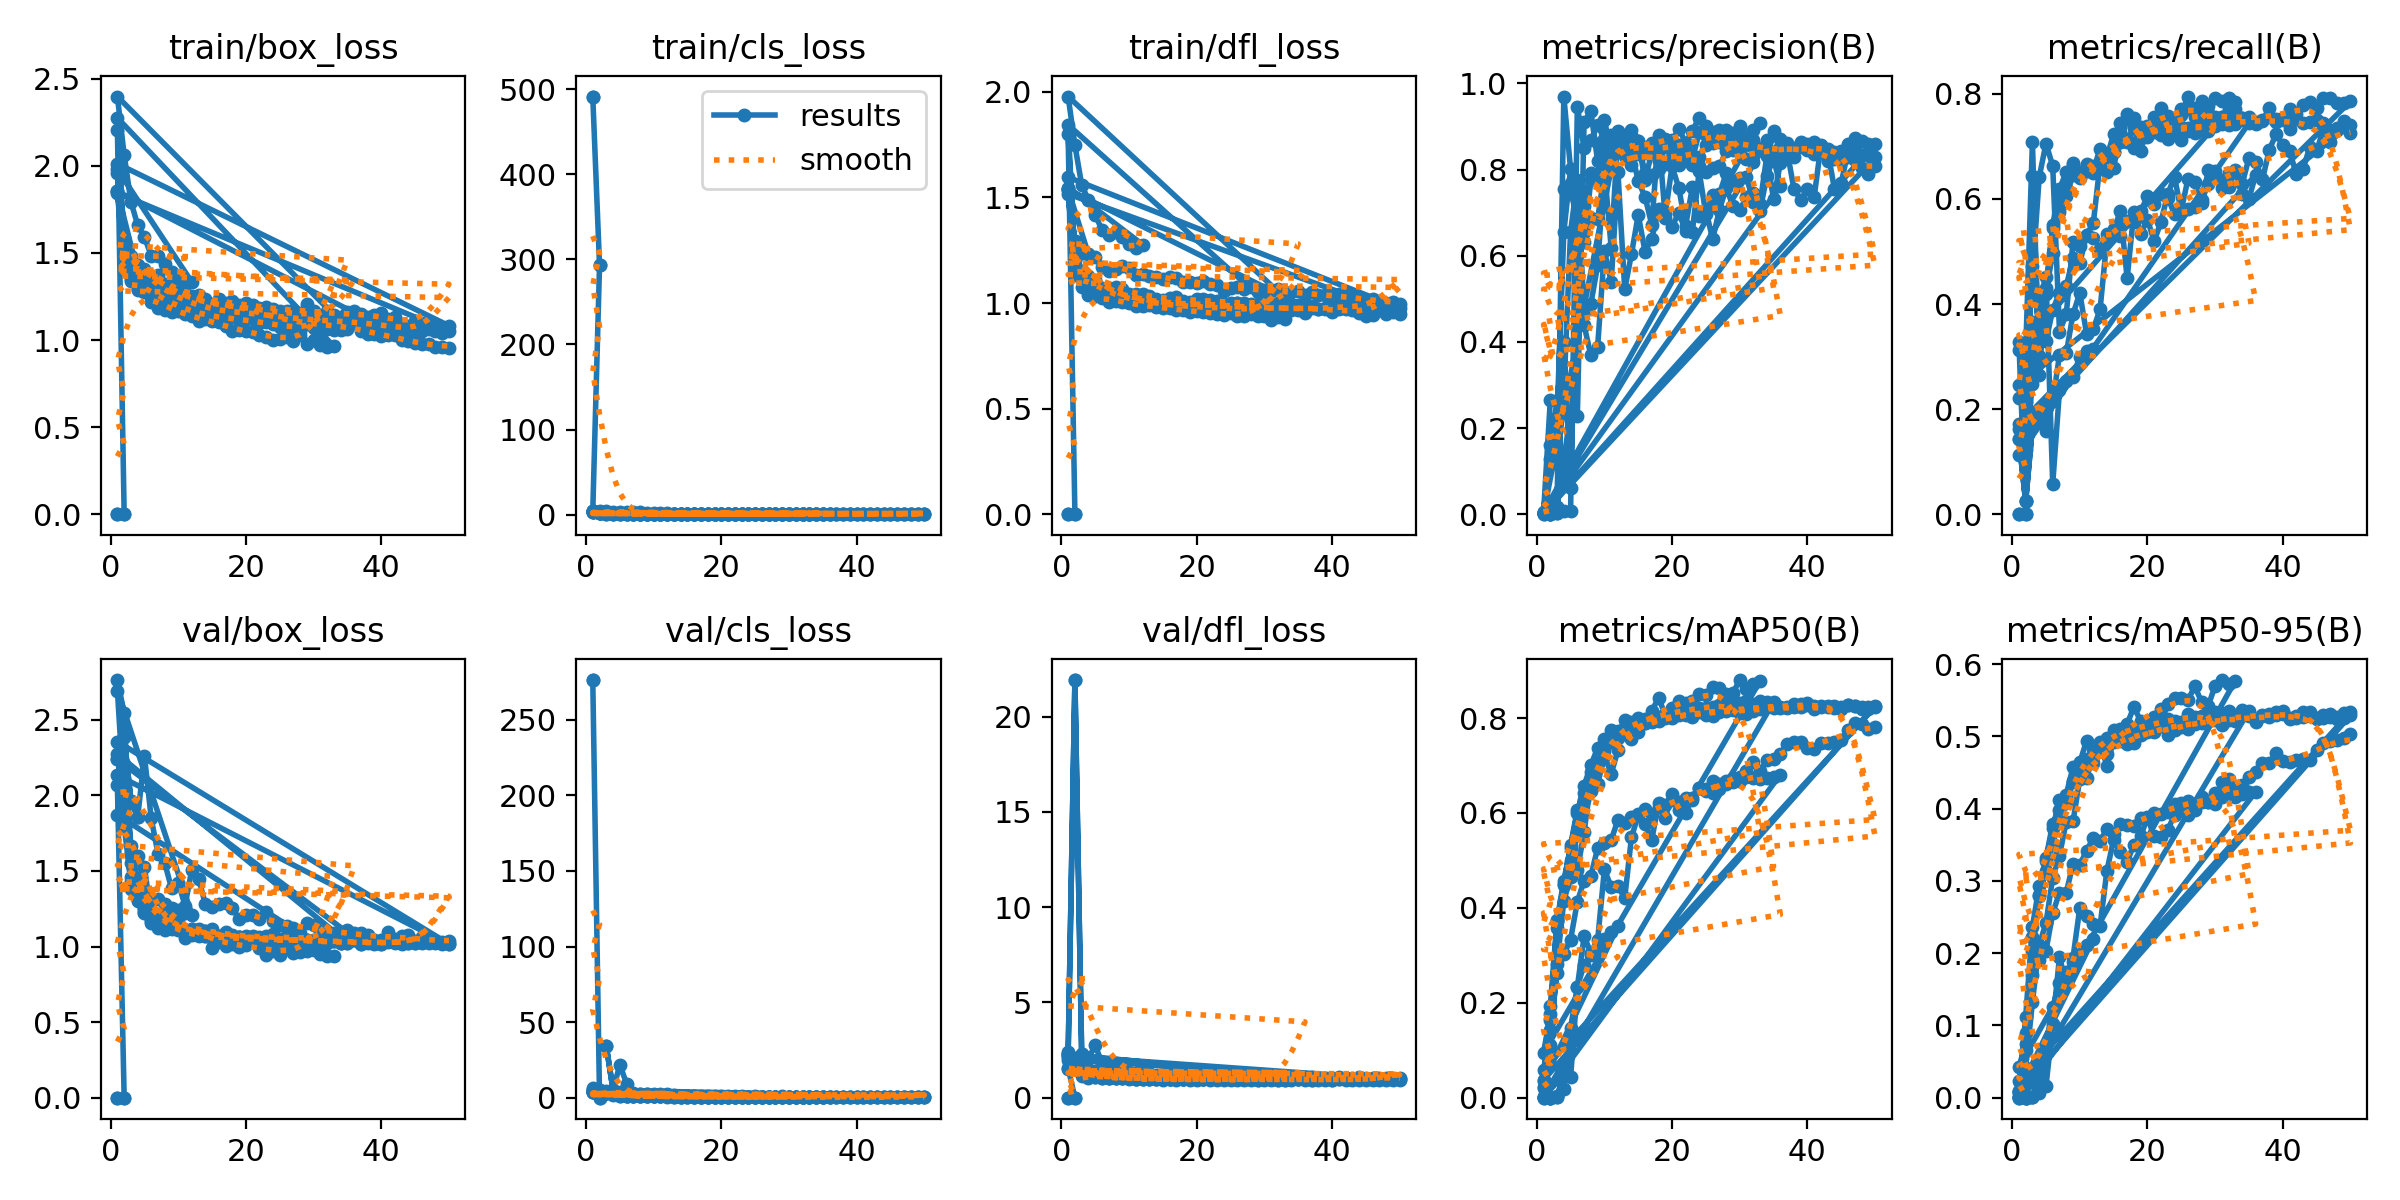 train/box_loss
train/cls_loss
train/dfl_loss
metrics/precision(B)
metrics/recall(B)
2.5
2.0
1.5
1.0
0.5
0.0
0 20 40
500
400
300
200
100
0
0 20 40
results
smooth
2.0
1.5
1.0
0.5
0.0
0 20 40
1.0
0.8
0.6
0.4
0.2
0.0
0 20 40
0.8
0.6
0.4
0.2
0.0
0 20 40
val/box_loss
val/cls_loss
val/dfl_loss
metrics/mAP50(B)
metrics/mAP50-95(B)
2.5
2.0
1.5
1.0
0.5
0.0
0 20 40
250
200
150
100
50
0
0 20 40
20
15
10
5
0
0 20 40
0.8
0.6
0.4
0.2
0.0
0 20 40
0.6
0.5
0.4
0.3
0.2
0.1
0.0
0 20 40